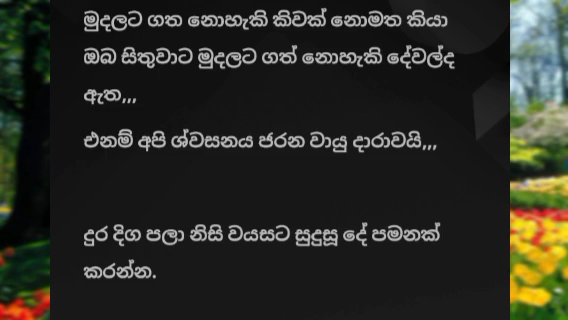 මුදලට ගත නොහැකි කිවක් නොමත කියා
ඔබ සිතුවාට මුදලට ගත් නොහැකි දේවල්ද
ඇත,,,
එනම් අපි ශ්වසනය ජරන වායු දාරාවයි,,,
දුර දිග පලා නිසි වයසට සුදුසූ දේ පමනක්
කරන්න.